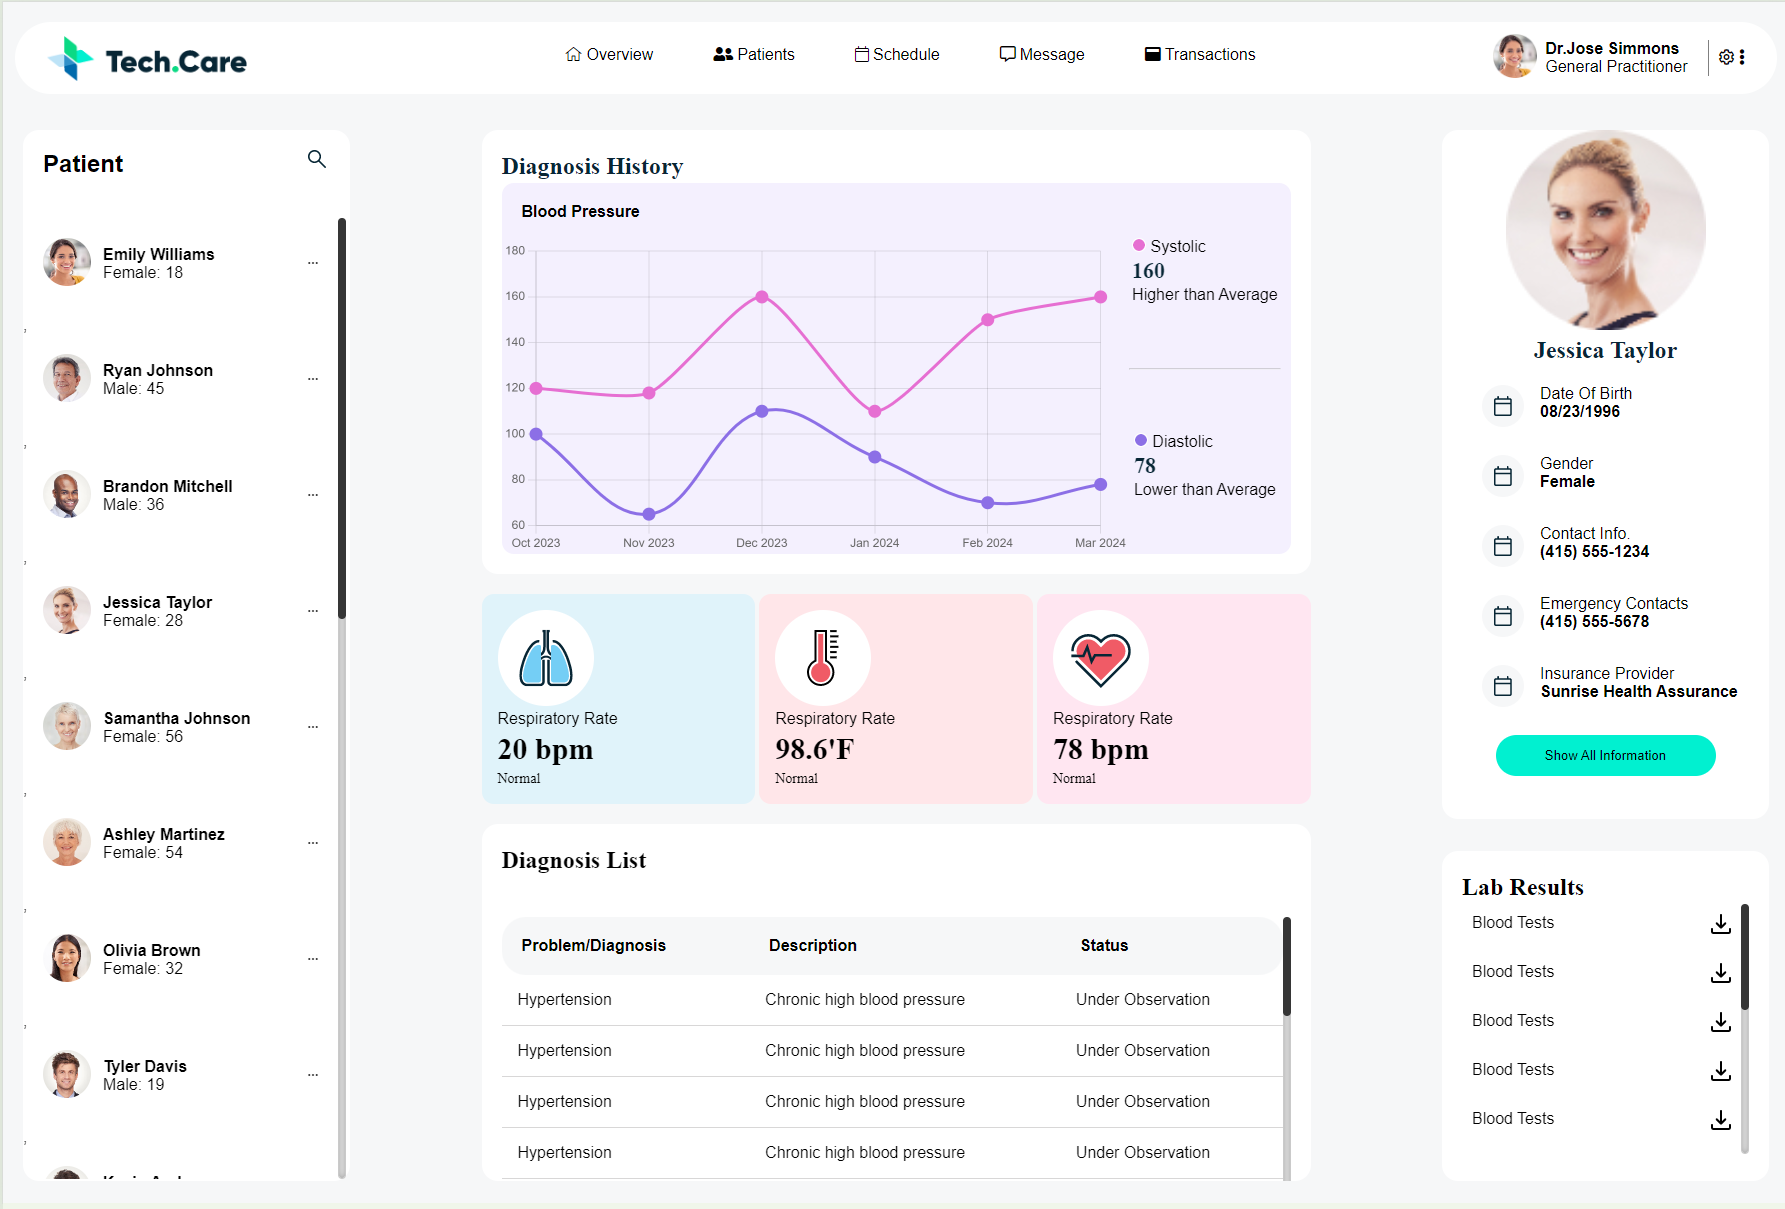 Tech.Care
Overview
Patients
Schedule
Message
Transactions
Dr.Jose Simmons
General Practitioner
Patient
Emily Williams
Female: 18
...
,
Ryan Johnson
Male: 45
...
,
Brandon Mitchell
Male: 36
...
,
Jessica Taylor
Female: 28
...
,
Samantha Johnson
Female: 56
...
,
Ashley Martinez
Female: 54
...
,
Olivia Brown
Female: 32
...
,
Tyler Davis
Male: 19
...
,
Diagnosis History
Blood Pressure
180
160
140
120
100
80
60
Oct 2023
Nov 2023
Dec 2023
Jan 2024
Feb 2024
Mar 2024
Systolic
160
Higher than Average
Diastolic
78
Lower than Average
Respiratory Rate
20 bpm
Normal
Respiratory Rate
98.6'F
Normal
Respiratory Rate
78 bpm
Normal
Diagnosis List
Problem/Diagnosis Description Status
Hypertension Chronic high blood pressure Under Observation
Hypertension Chronic high blood pressure Under Observation
Hypertension Chronic high blood pressure Under Observation
Hypertension Chronic high blood pressure Under Observation
Jessica Taylor
Date Of Birth
08/23/1996
Gender
Female
Contact Info.
(415) 555-1234
Emergency Contacts
(415) 555-5678
Insurance Provider
Sunrise Health Assurance
Show All Information
Lab Results
Blood Tests
Blood Tests
Blood Tests
Blood Tests
Blood Tests